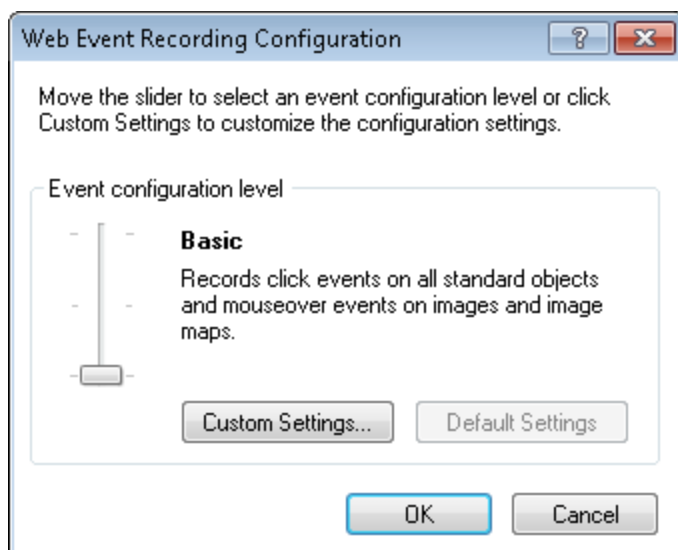 Web Event Recording Configuration
?
Move the slider to select an event configuration level or click
Custom Settings to customize the configuration settings.
Event configuration level
Basic
Records click events on all standard objects
and mouseover events on images and image
maps.
Custom Settings...
Default Settings
OK
Cancel